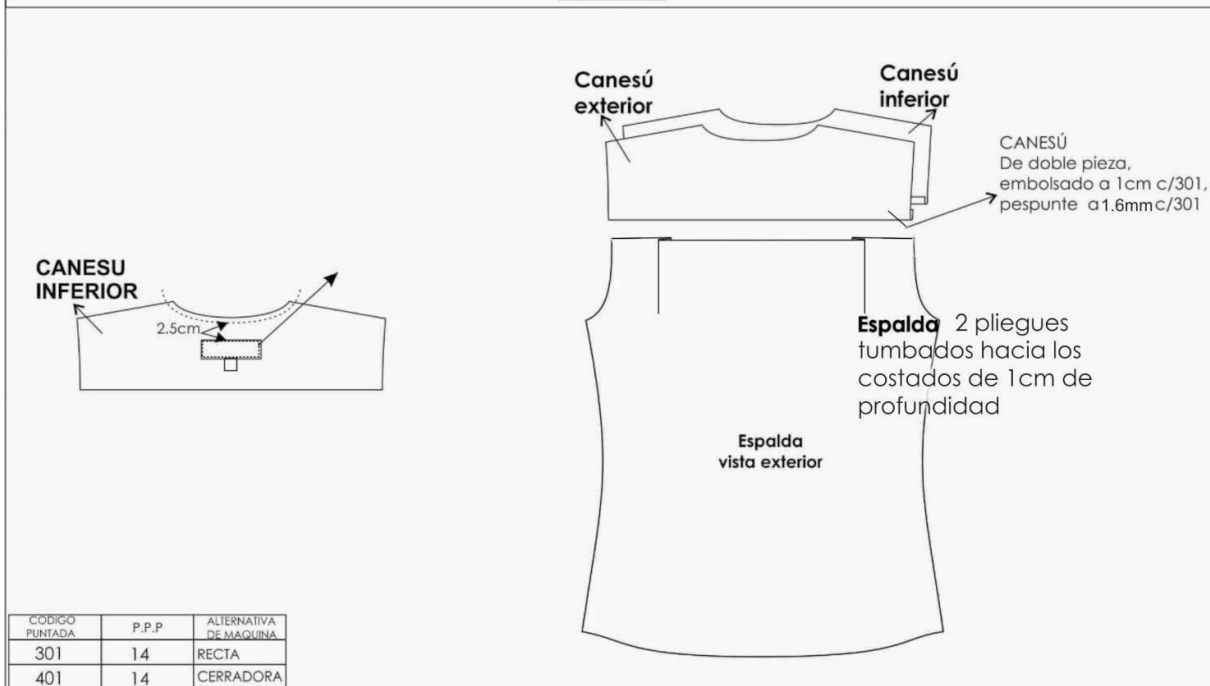 Canesú
exterior
Canesú
inferior
CANESÚ
De doble pieza,
embolsado a 1cm c/301,
pespunte a 1.6mm c/301
CANESU
INFERIOR
2.5cm
Espalda 2 pliegues
tumbados hacia los
costados de 1cm de
profundidad
Espalda
vista exterior
CODIGO PUNTADA P.P.P ALTERNATIVA DE MAQUINA
301 14 RECTA
401 14 CERRADORA